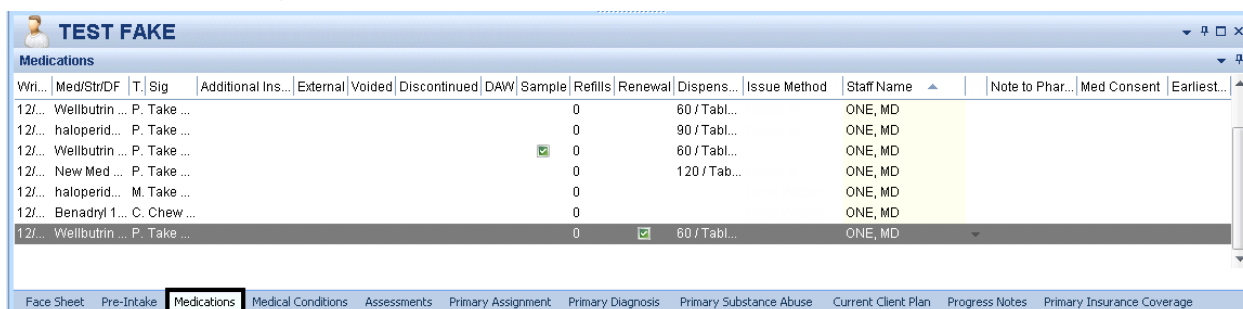 TEST FAKE
Medications
Wri... Med/Str/DF T. Sig Additional Ins... External Voided Discontinued DAW Sample Refills Renewal Dispens... Issue Method Staff Name Note to Phar... Med Consent Earliest...
12/... Wellbutrin ... P. Take ... 0 60 / Tabl... ONE, MD
12/... haloperid... P. Take ... 0 90 / Tabl... ONE, MD
12/... Wellbutrin ... P. Take ... 0 60 / Tabl... ONE, MD
12/... New Med ... P. Take ... 0 120 / Tab... ONE, MD
12/... haloperid... M. Take ... 0 ONE, MD
12/... Benadryl 1... C. Chew ... 0 ONE, MD
12/... Wellbutrin ... P. Take ... 0 60 / Tabl... ONE, MD
Face Sheet Pre-Intake Medications Medical Conditions Assessments Primary Assignment Primary Diagnosis Primary Substance Abuse Current Client Plan Progress Notes Primary Insurance Coverage